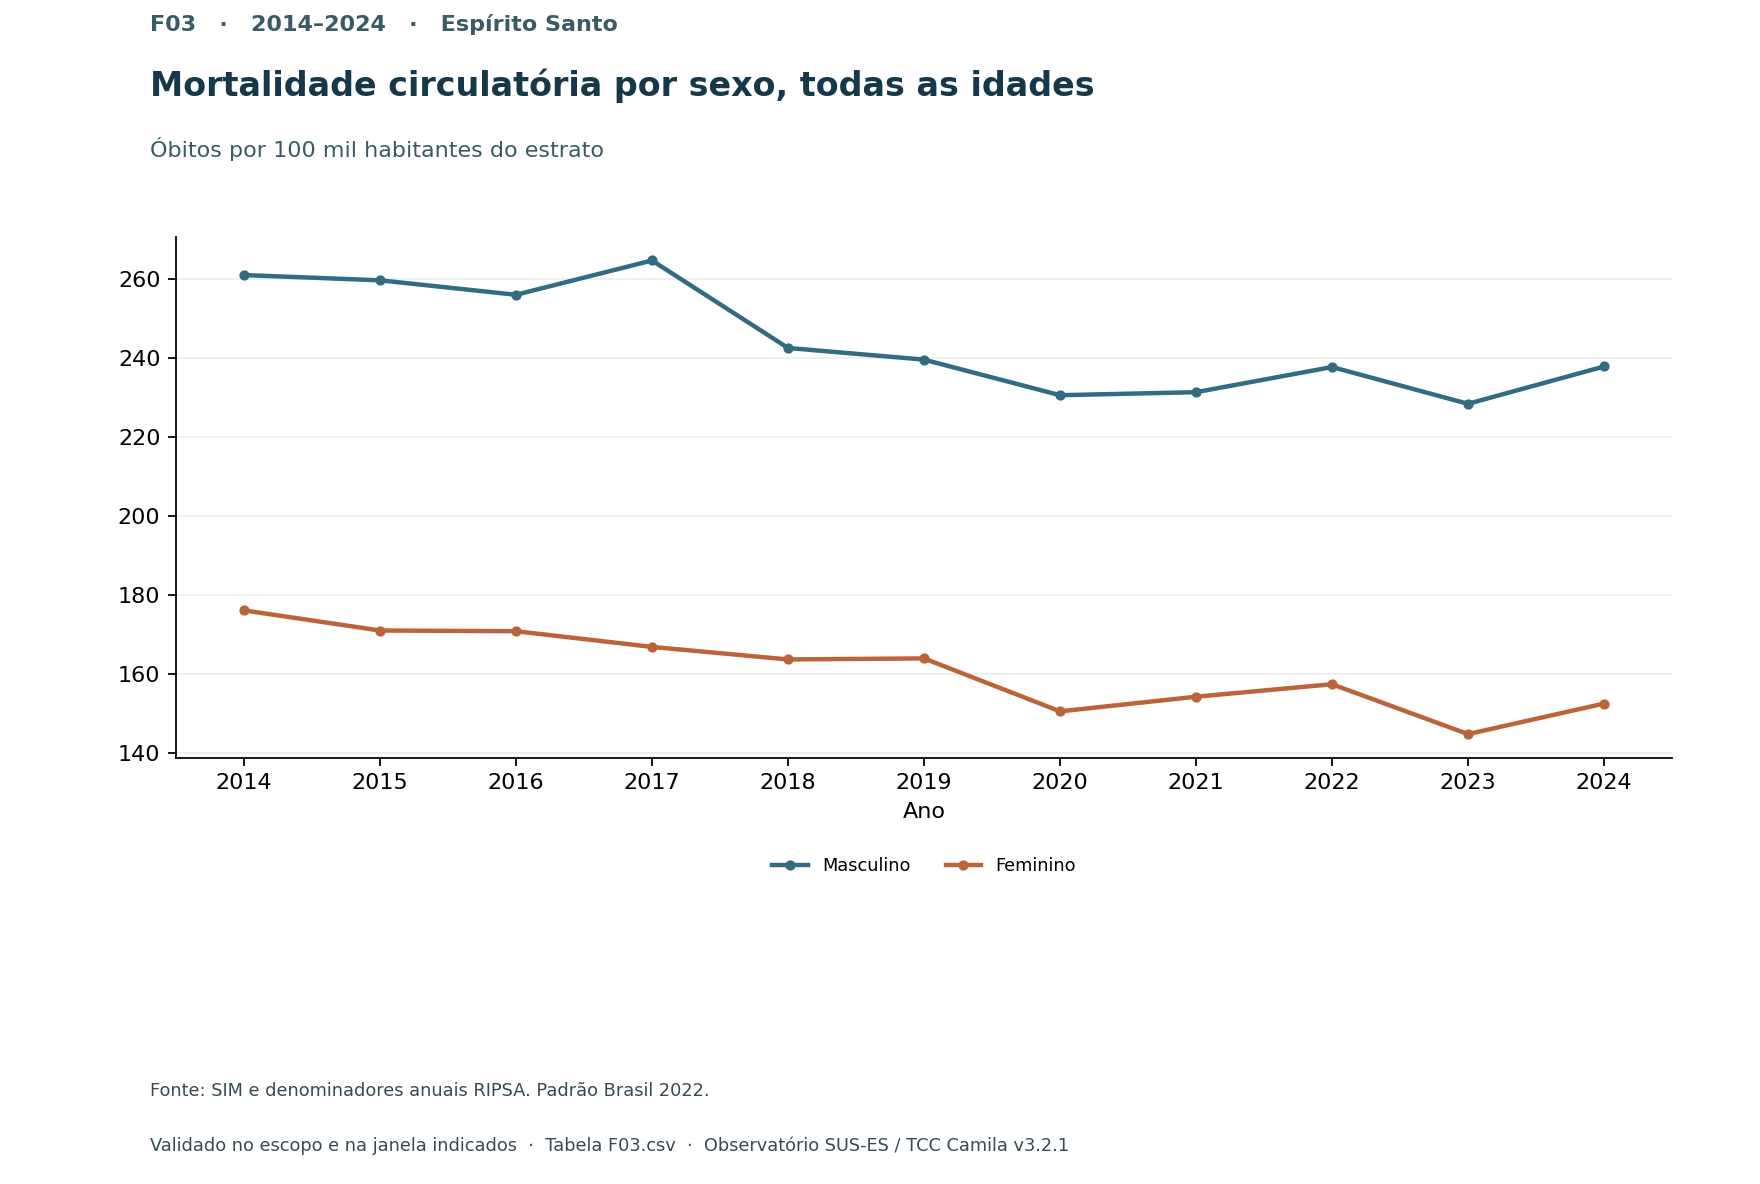 F03 · 2014–2024 · Espírito Santo
Mortalidade circulatória por sexo, todas as idades
Óbitos por 100 mil habitantes do estrato
260
240
220
200
180
160
140
2014 2015 2016 2017 2018 2019 2020 2021 2022 2023 2024
Ano
Masculino Feminino
Fonte: SIM e denominadores anuais RIPSA. Padrão Brasil 2022.
Validado no escopo e na janela indicados · Tabela F03.csv · Observatório SUS-ES / TCC Camila v3.2.1